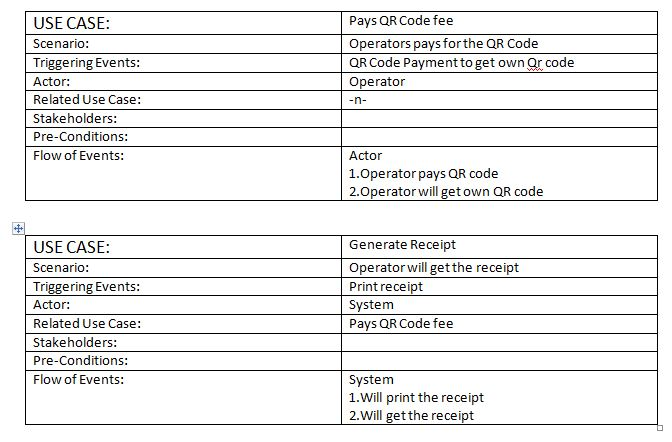 USE CASE: Pays QR Code fee
Scenario: Operators pays for the QR Code
Triggering Events: QR Code Payment to get own Qr code
Actor: Operator
Related Use Case: -n-
Stakeholders:
Pre-Conditions:
Flow of Events: Actor
1.Operator pays QR code
2.Operator will get own QR code
USE CASE: Generate Receipt
Scenario: Operator will get the receipt
Triggering Events: Print receipt
Actor: System
Related Use Case: Pays QR Code fee
Stakeholders:
Pre-Conditions:
Flow of Events: System
1.Will print the receipt
2.Will get the receipt